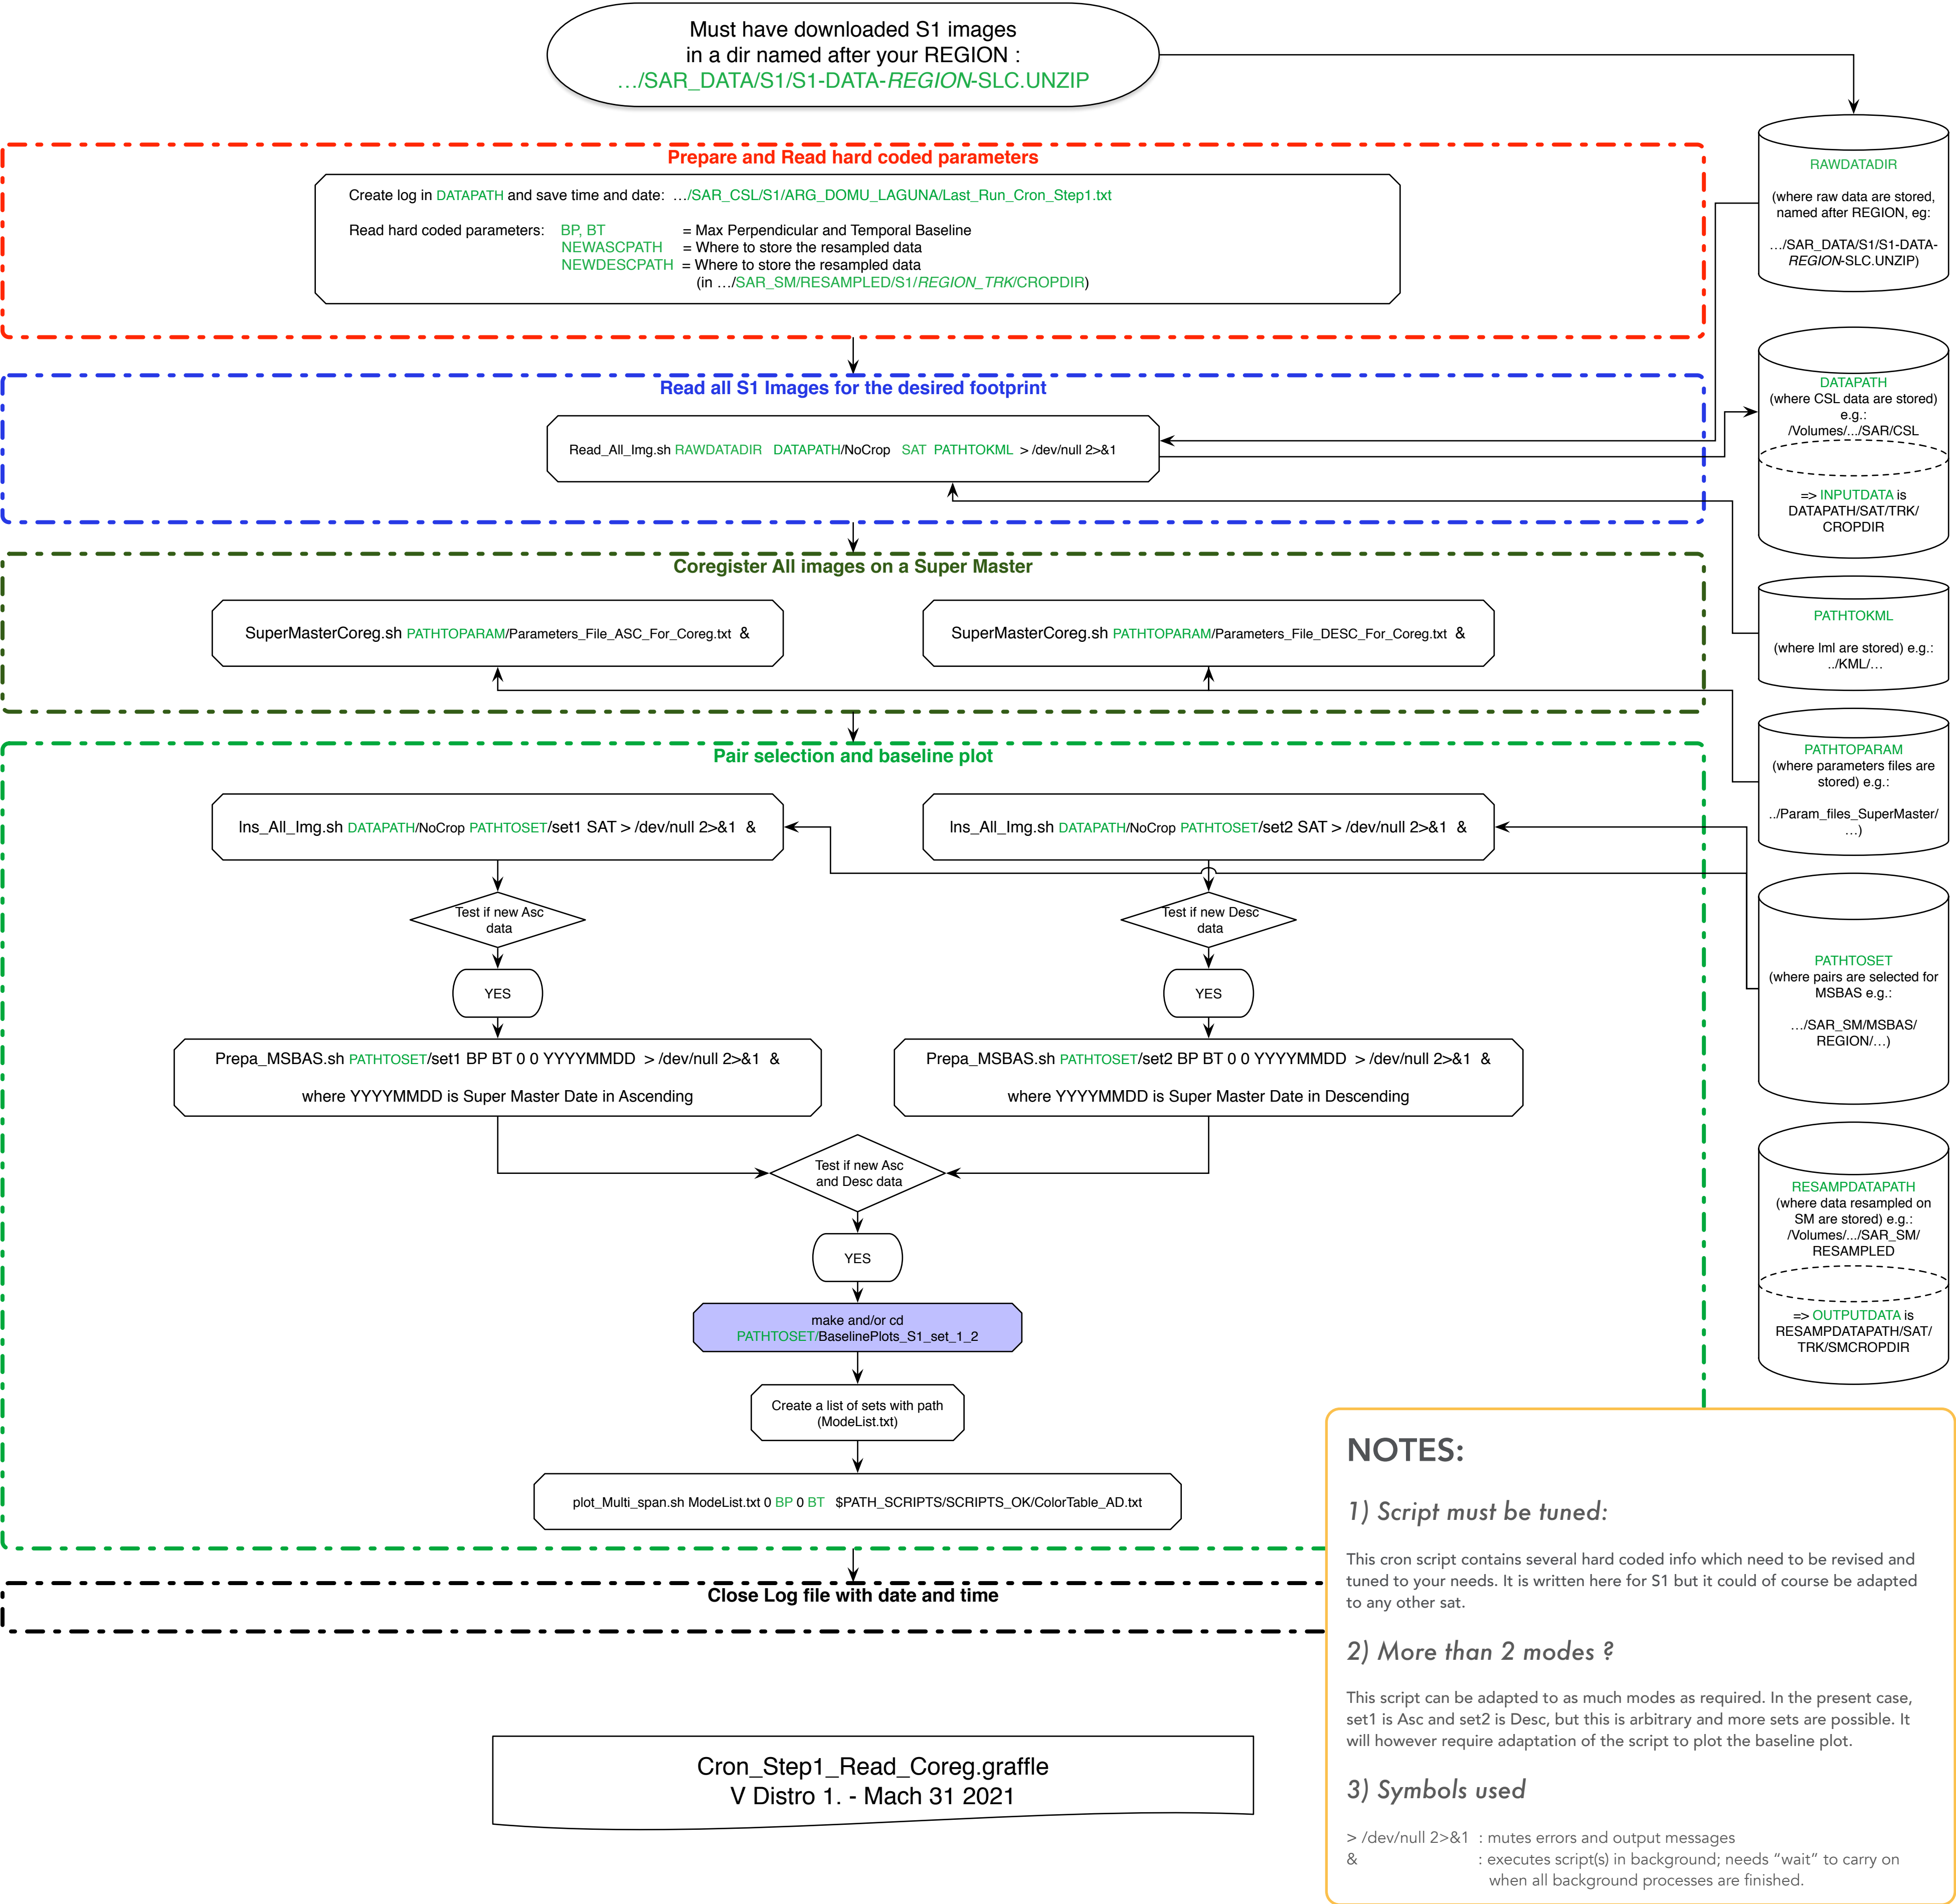 Must have downloaded S1 images
in a dir named after your REGION :
…/SAR_DATA/S1/S1-DATA-REGION-SLC.UNZIP
Prepare and Read hard coded parameters
Create log in DATAPATH and save time and date: …/SAR_CSL/S1/ARG_DOMU_LAGUNA/Last_Run_Cron_Step1.txt
Read hard coded parameters: BP, BT = Max Perpendicular and Temporal Baseline
NEWASCPATH = Where to store the resampled data
NEWDESCPATH = Where to store the resampled data
(in …/SAR_SM/RESAMPLED/S1/REGION_TRK/CROPDIR)
Read all S1 Images for the desired footprint
Read_All_Img.sh RAWDATADIR DATAPATH/NoCrop SAT PATHTOKML > /dev/null 2>&1
Coregister All images on a Super Master
SuperMasterCoreg.sh PATHTOPARAM/Parameters_File_ASC_For_Coreg.txt &
SuperMasterCoreg.sh PATHTOPARAM/Parameters_File_DESC_For_Coreg.txt &
Pair selection and baseline plot
lns_All_Img.sh DATAPATH/NoCrop PATHTOSET/set1 SAT > /dev/null 2>&1 &
lns_All_Img.sh DATAPATH/NoCrop PATHTOSET/set2 SAT > /dev/null 2>&1 &
Test if new Asc
data
Test if new Desc
data
YES
YES
Prepa_MSBAS.sh PATHTOSET/set1 BP BT 0 0 YYYYMMDD > /dev/null 2>&1 &
where YYYYMMDD is Super Master Date in Ascending
Prepa_MSBAS.sh PATHTOSET/set2 BP BT 0 0 YYYYMMDD > /dev/null 2>&1 &
where YYYYMMDD is Super Master Date in Descending
Test if new Asc
and Desc data
YES
make and/or cd
PATHTOSET/BaselinePlots_S1_set_1_2
Create a list of sets with path
(ModeList.txt)
plot_Multi_span.sh ModeList.txt 0 BP 0 BT $PATH_SCRIPTS/SCRIPTS_OK/ColorTable_AD.txt
Close Log file with date and time
Cron_Step1_Read_Coreg.graffle
V Distro 1. - Mach 31 2021
RAWDATADIR
(where raw data are stored,
named after REGION, eg:
…/SAR_DATA/S1/S1-DATA-
REGION-SLC.UNZIP)
DATAPATH
(where CSL data are stored)
e.g.:
/Volumes/.../SAR/CSL
=> INPUTDATA is
DATAPATH/SAT/TRK/
CROPDIR
PATHTOKML
(where lml are stored) e.g.:
../KML/…
PATHTOPARAM
(where parameters files are
stored) e.g.:
../Param_files_SuperMaster/
…)
PATHTOSET
(where pairs are selected for
MSBAS e.g.:
…/SAR_SM/MSBAS/
REGION/…)
RESAMPDATAPATH
(where data resampled on
SM are stored) e.g.:
/Volumes/.../SAR_SM/
RESAMPLED
=> OUTPUTDATA is
RESAMPDATAPATH/SAT/
TRK/SMCROPDIR
NOTES:
1) Script must be tuned:
This cron script contains several hard coded info which need to be revised and
tuned to your needs. It is written here for S1 but it could of course be adapted
to any other sat.
2) More than 2 modes ?
This script can be adapted to as much modes as required. In the present case,
set1 is Asc and set2 is Desc, but this is arbitrary and more sets are possible. It
will however require adaptation of the script to plot the baseline plot.
3) Symbols used
> /dev/null 2>&1 : mutes errors and output messages
& : executes script(s) in background; needs “wait” to carry on
when all background processes are finished.